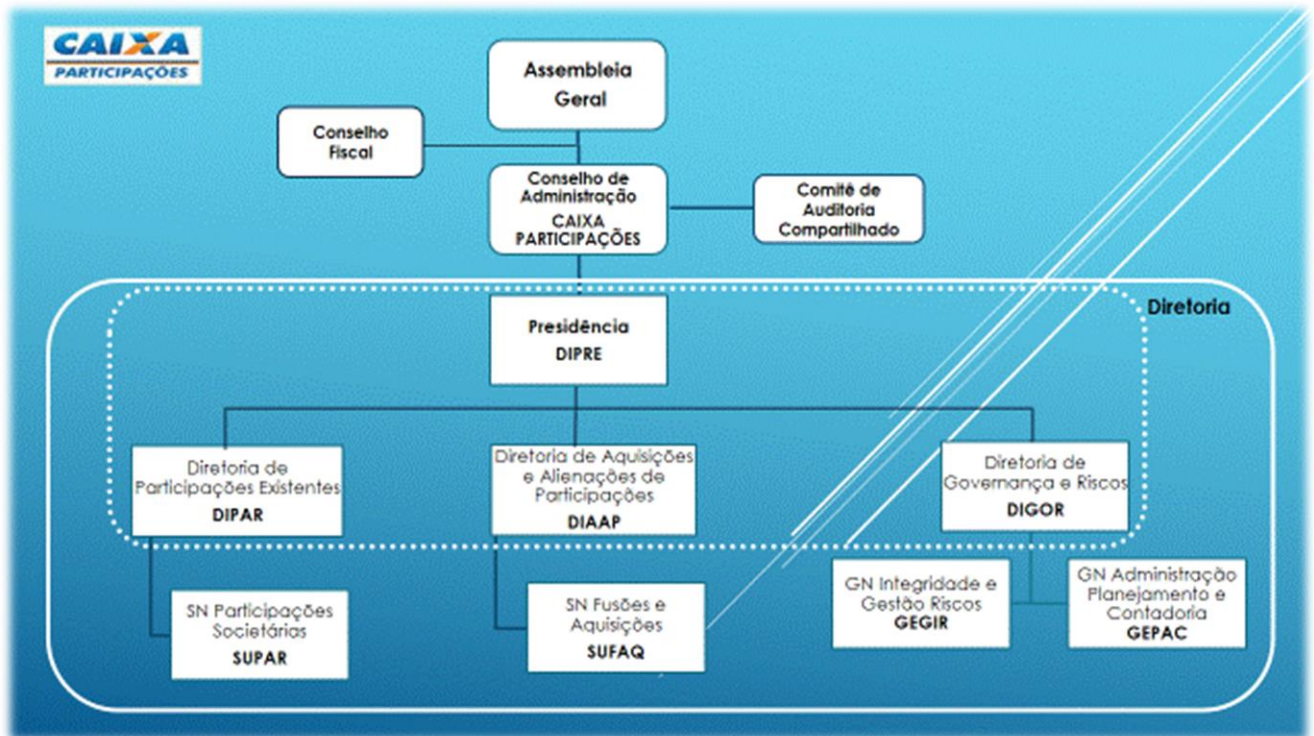 CAIXA
PARTICIPAÇÕES
Assembleia
Geral
Conselho
Fiscal
Conselho de
Administração
CAIXA
PARTICIPAÇÕES
Comitê de
Auditoria
Compartilhado
Diretoria
Presidência
DIPRE
Diretoria de
Participações Existentes
DIPAR
Diretoria de Aquisições
e Alienações de
Participações
DIAAP
Diretoria de
Governança e Riscos
DIGOR
SN Participações
Societárias
SUPAR
SN Fusões e
Aquisições
SUFAQ
GN Integridade e
Gestão Riscos
GEGIR
GN Administração
Planejamento e
Contadoria
GEPAC